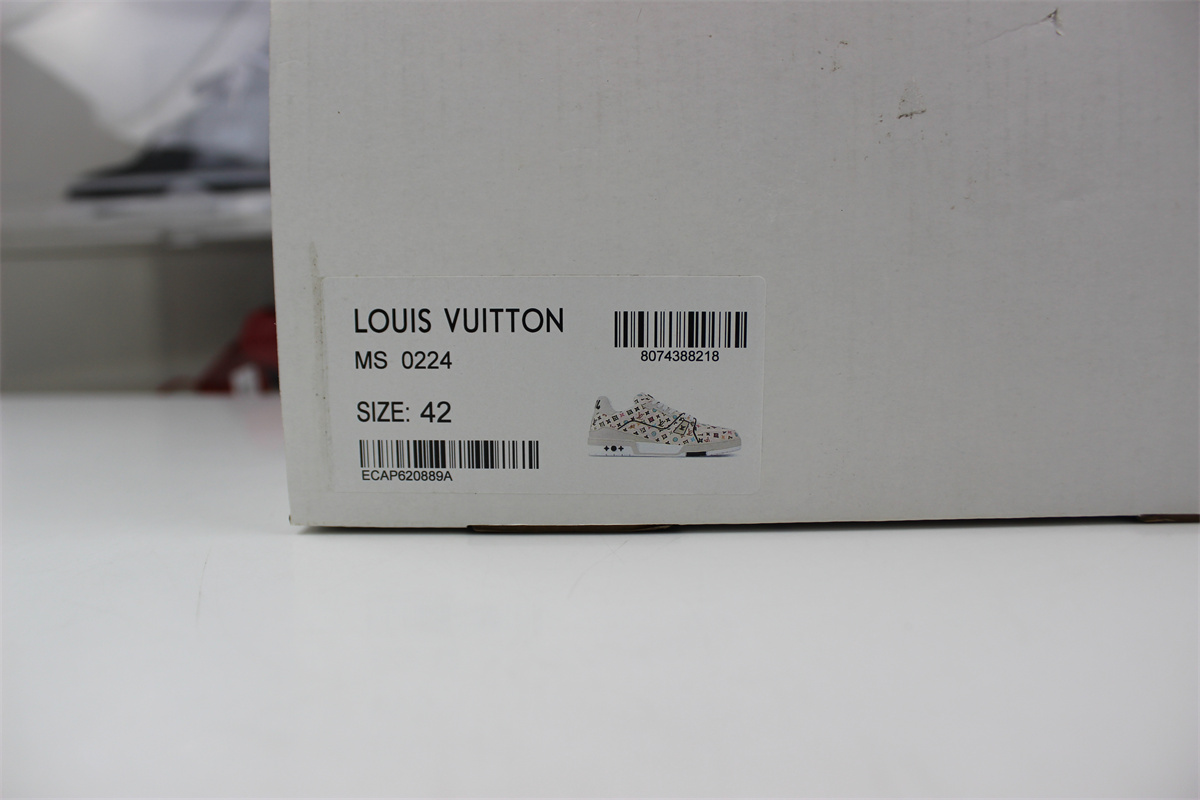 LOUIS VUITTON
MS 0224
SIZE: 42
ECAP620889A
8074388218